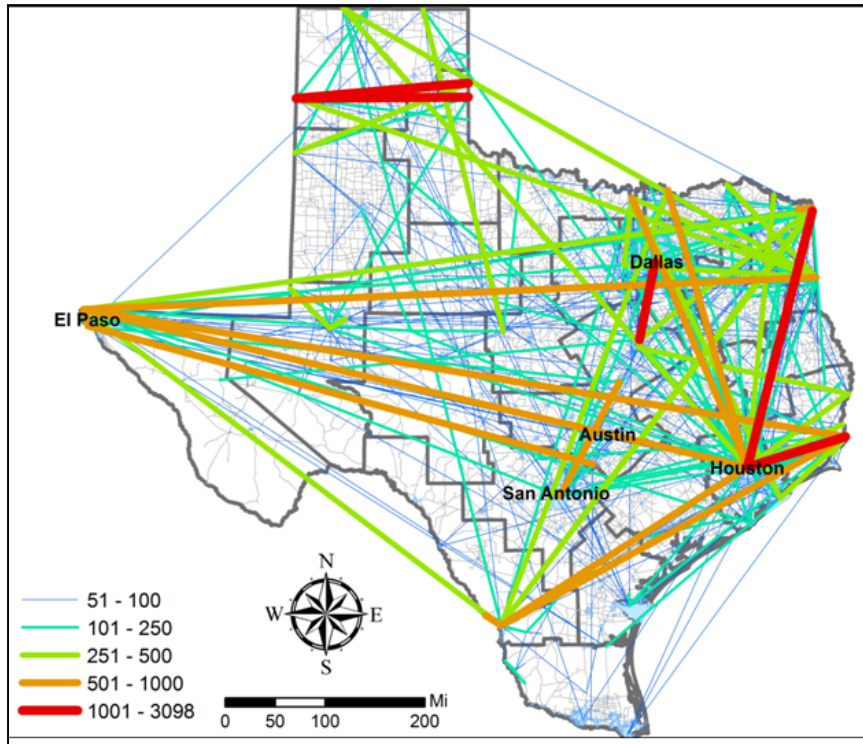 Dallas
El Paso
Austin
Houston
San Antonio
N
W E
S
51 - 100
101 - 250
251 - 500
501 - 1000
1001 - 3098
Mi
0 50 100 200